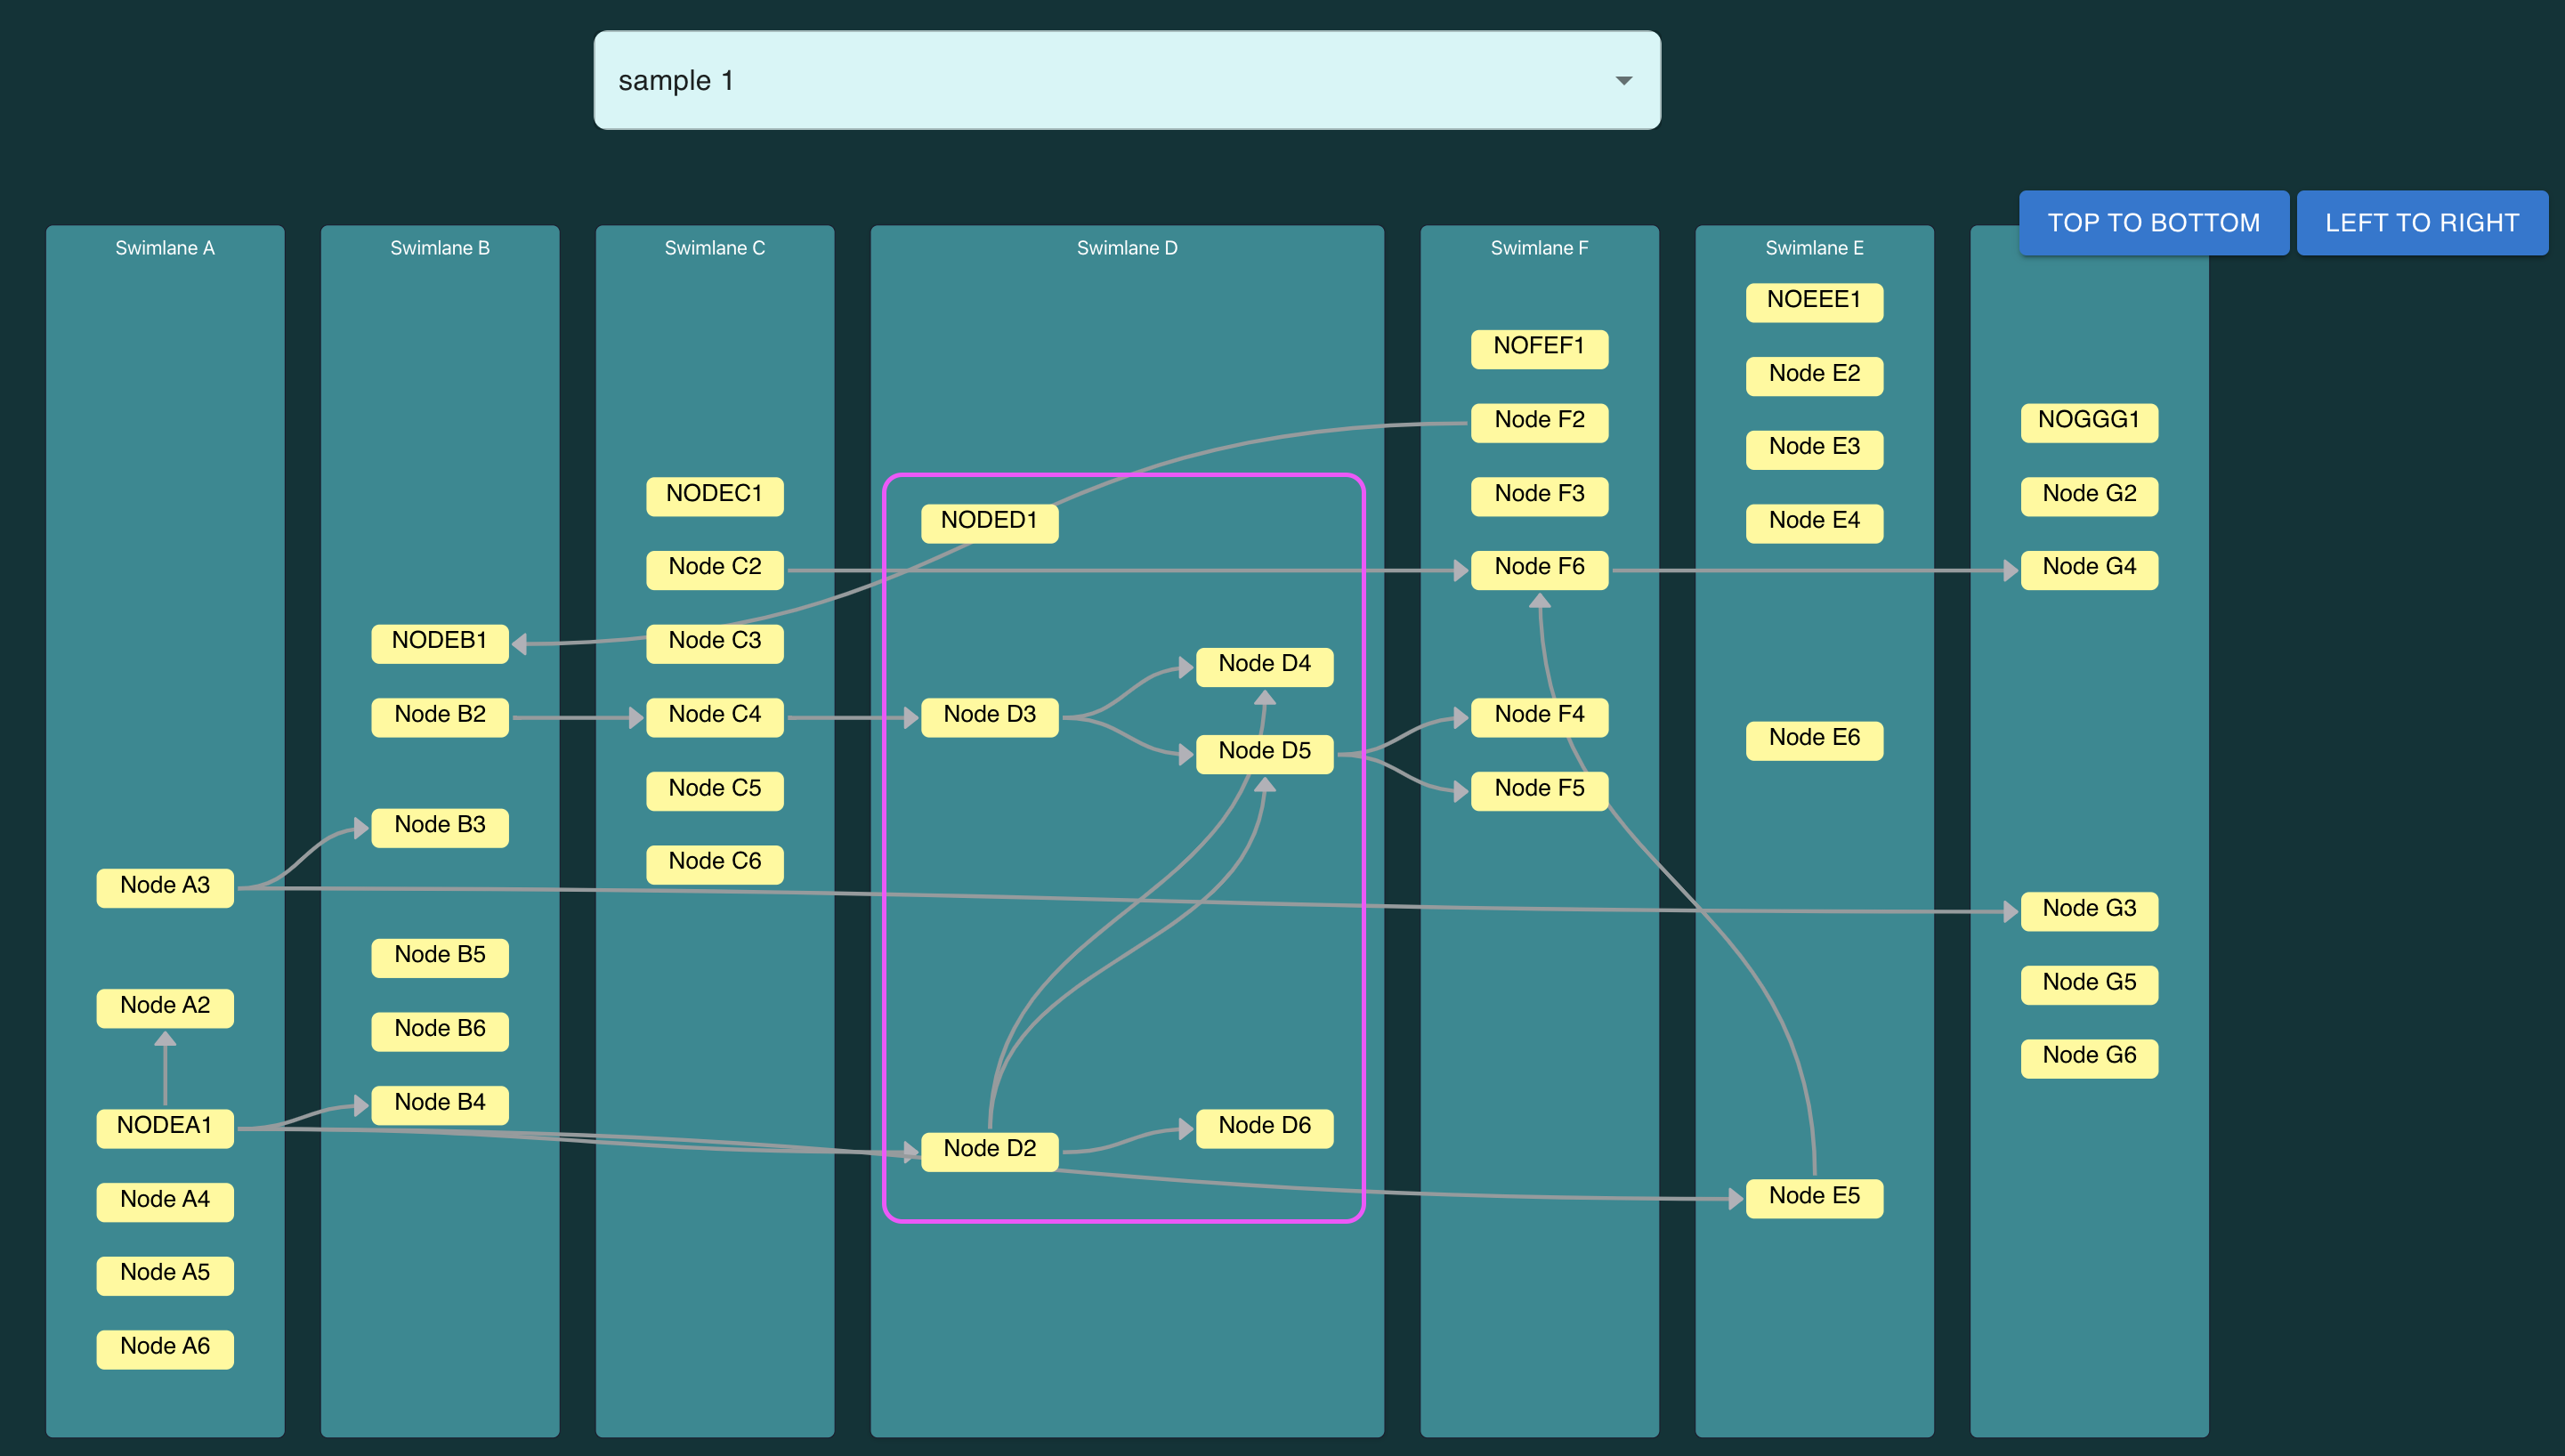 sample 1
TOP TO BOTTOM
LEFT TO RIGHT
Swimlane A
Swimlane B
Swimlane C
Swimlane D
Swimlane F
Swimlane E
NODEA1
Node A2
Node A3
Node A4
Node A5
Node A6
NODEB1
Node B2
Node B3
Node B5
Node B6
Node B4
NODEC1
Node C2
Node C3
Node C4
Node C5
Node C6
NODED1
Node D3
Node D4
Node D5
Node D2
Node D6
NOFEF1
Node F2
Node F3
Node F6
Node F4
Node F5
NOEEE1
Node E2
Node E3
Node E4
Node E6
Node E5
NOGGG1
Node G2
Node G4
Node G3
Node G5
Node G6